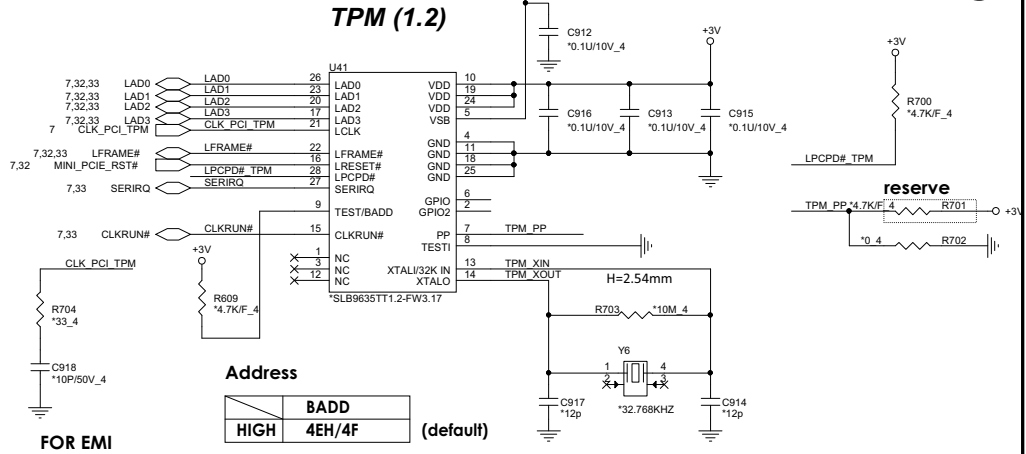 TPM (1.2)
C912
*0.1U/10V_4
+3V
+3V
U41
7,32,33 LAD0 LAD0 26 LAD0 VDD 10
7,32,33 LAD1 LAD1 23 LAD1 VDD 19
7,32,33 LAD2 LAD2 20 LAD2 VDD 24
7,32,33 LAD3 LAD3 17 LAD3 VSB 5
7 CLK_PCI_TPM CLK_PCI_TPM 21 LCLK
C916 C913 C915
*0.1U/10V_4 *0.1U/10V_4 *0.1U/10V_4
R700
*4.7K/F_4
GND 4
7,32,33 LFRAME# LFRAME# 22 LFRAME# GND 11
7,32 MINI_PCIE_RST# 16 LRESET# GND 18
LPCPD#_TPM 28 LPCPD# GND 25
7,33 SERIRQ SERIRQ 27 SERIRQ
LPCPD#_TPM
reserve
GPIO 6
9 TEST/BADD GPIO2 2
TPM_PP *4.7K/F_4 R701 +3V
7,33 CLKRUN# CLKRUN# 15 CLKRUN# PP 7 TPM_PP
TESTI 8
*0_4 R702
+3V
1 NC
3 NC XTALI/32K IN 13 TPM_XIN
12 NC XTALO 14 TPM_XOUT
CLK_PCI_TPM
H=2.54mm
*SLB9635TT1.2-FW3.17
R609
*4.7K/F_4
R704
*33_4
R703 *10M_4
C918
*10P/50V_4
Y6
1 4
2 3
*32.768KHZ
C917
*12p
C914
*12p
Address
BADD
HIGH 4EH/4F (default)
FOR EMI